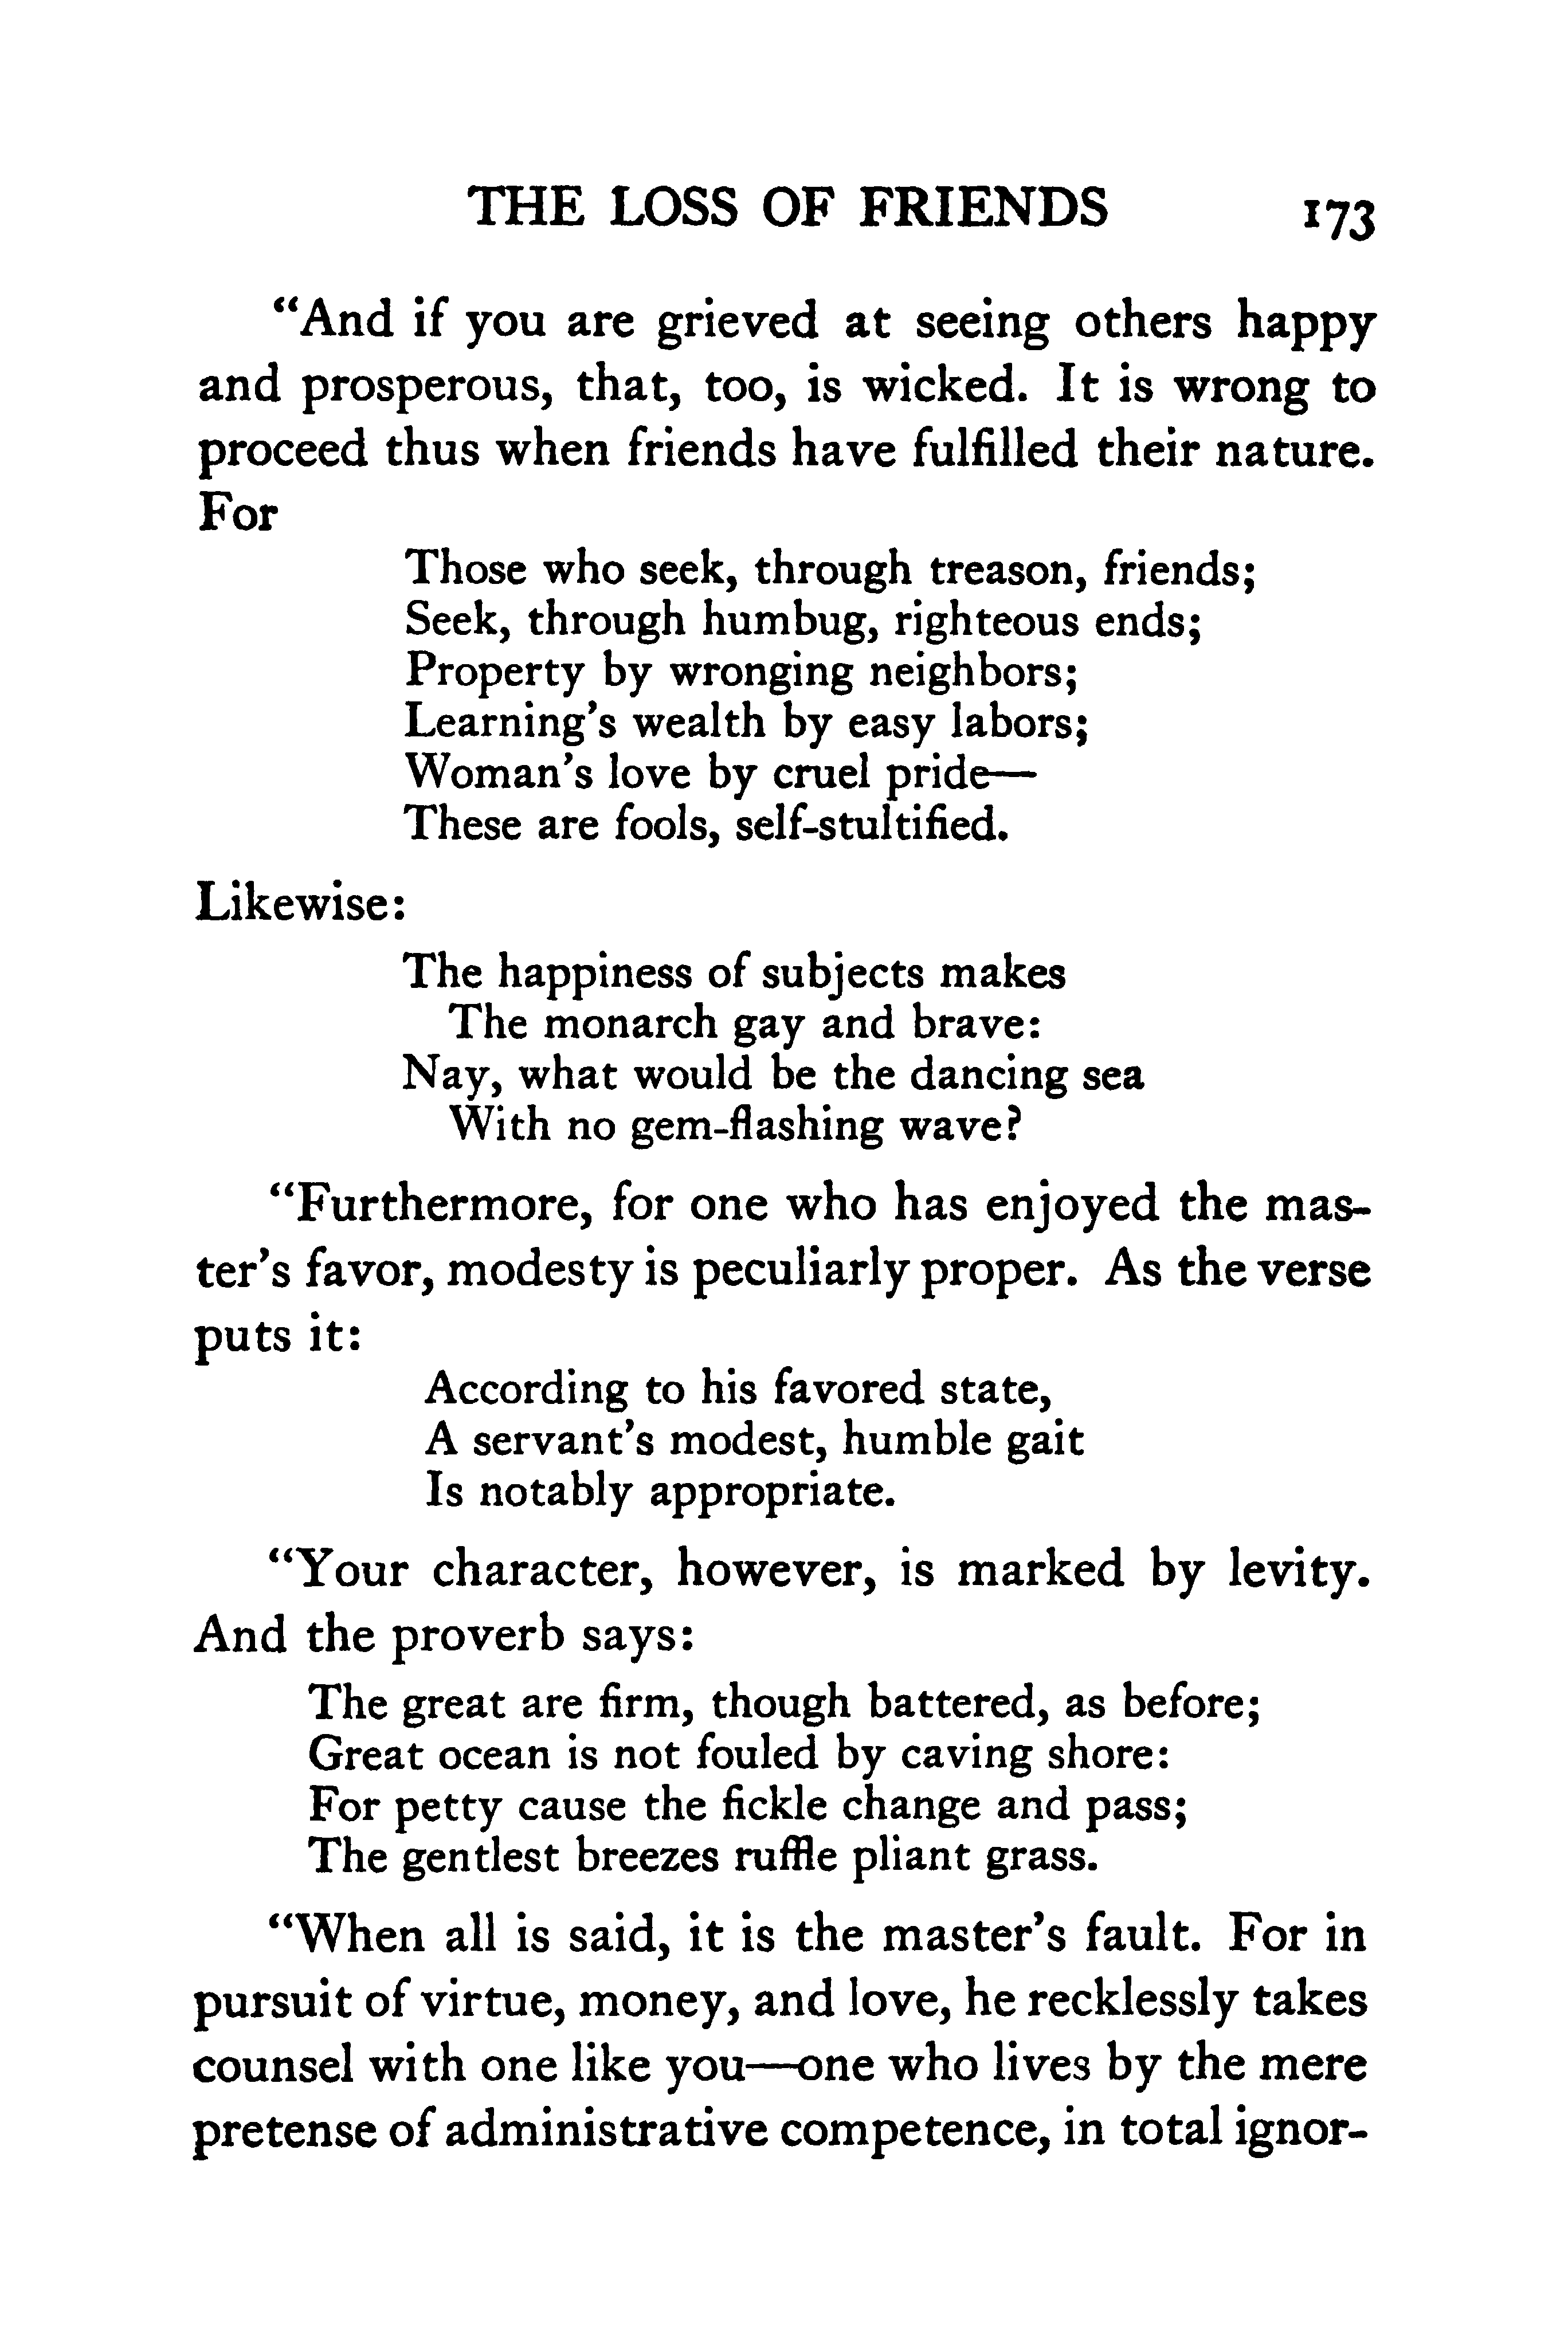 THE LOSS OF FRIENDS 173
“And if you are grieved at seeing others happy
and prosperous, that, too, is wicked. It is wrong to
proceed thus when friends have fulfilled their nature.
For
Those who seek, through treason, friends;
Seek, through humbug, righteous ends;
Property by wronging neighbors;
Learning’s wealth by easy labors;
Woman’s love by cruel pride—
These are fools, self-stultified.
Likewise:
The happiness of subjects makes
The monarch gay and brave:
Nay, what would be the dancing sea
With no gem-flashing wave?
“Furthermore, for one who has enjoyed the mas-
ter’s favor, modesty is peculiarly proper. As the verse
puts it:
According to his favored state,
A servant’s modest, humble gait
Is notably appropriate.
“Your character, however, is marked by levity.
And the proverb says:
The great are firm, though battered, as before;
Great ocean is not fouled by caving shore:
For petty cause the fickle change and pass;
The gentlest breezes ruffle pliant grass.
“When all is said, it is the master’s fault. For in
pursuit of virtue, money, and love, he recklessly takes
counsel with one like you—one who lives by the mere
pretense of administrative competence, in total ignor-